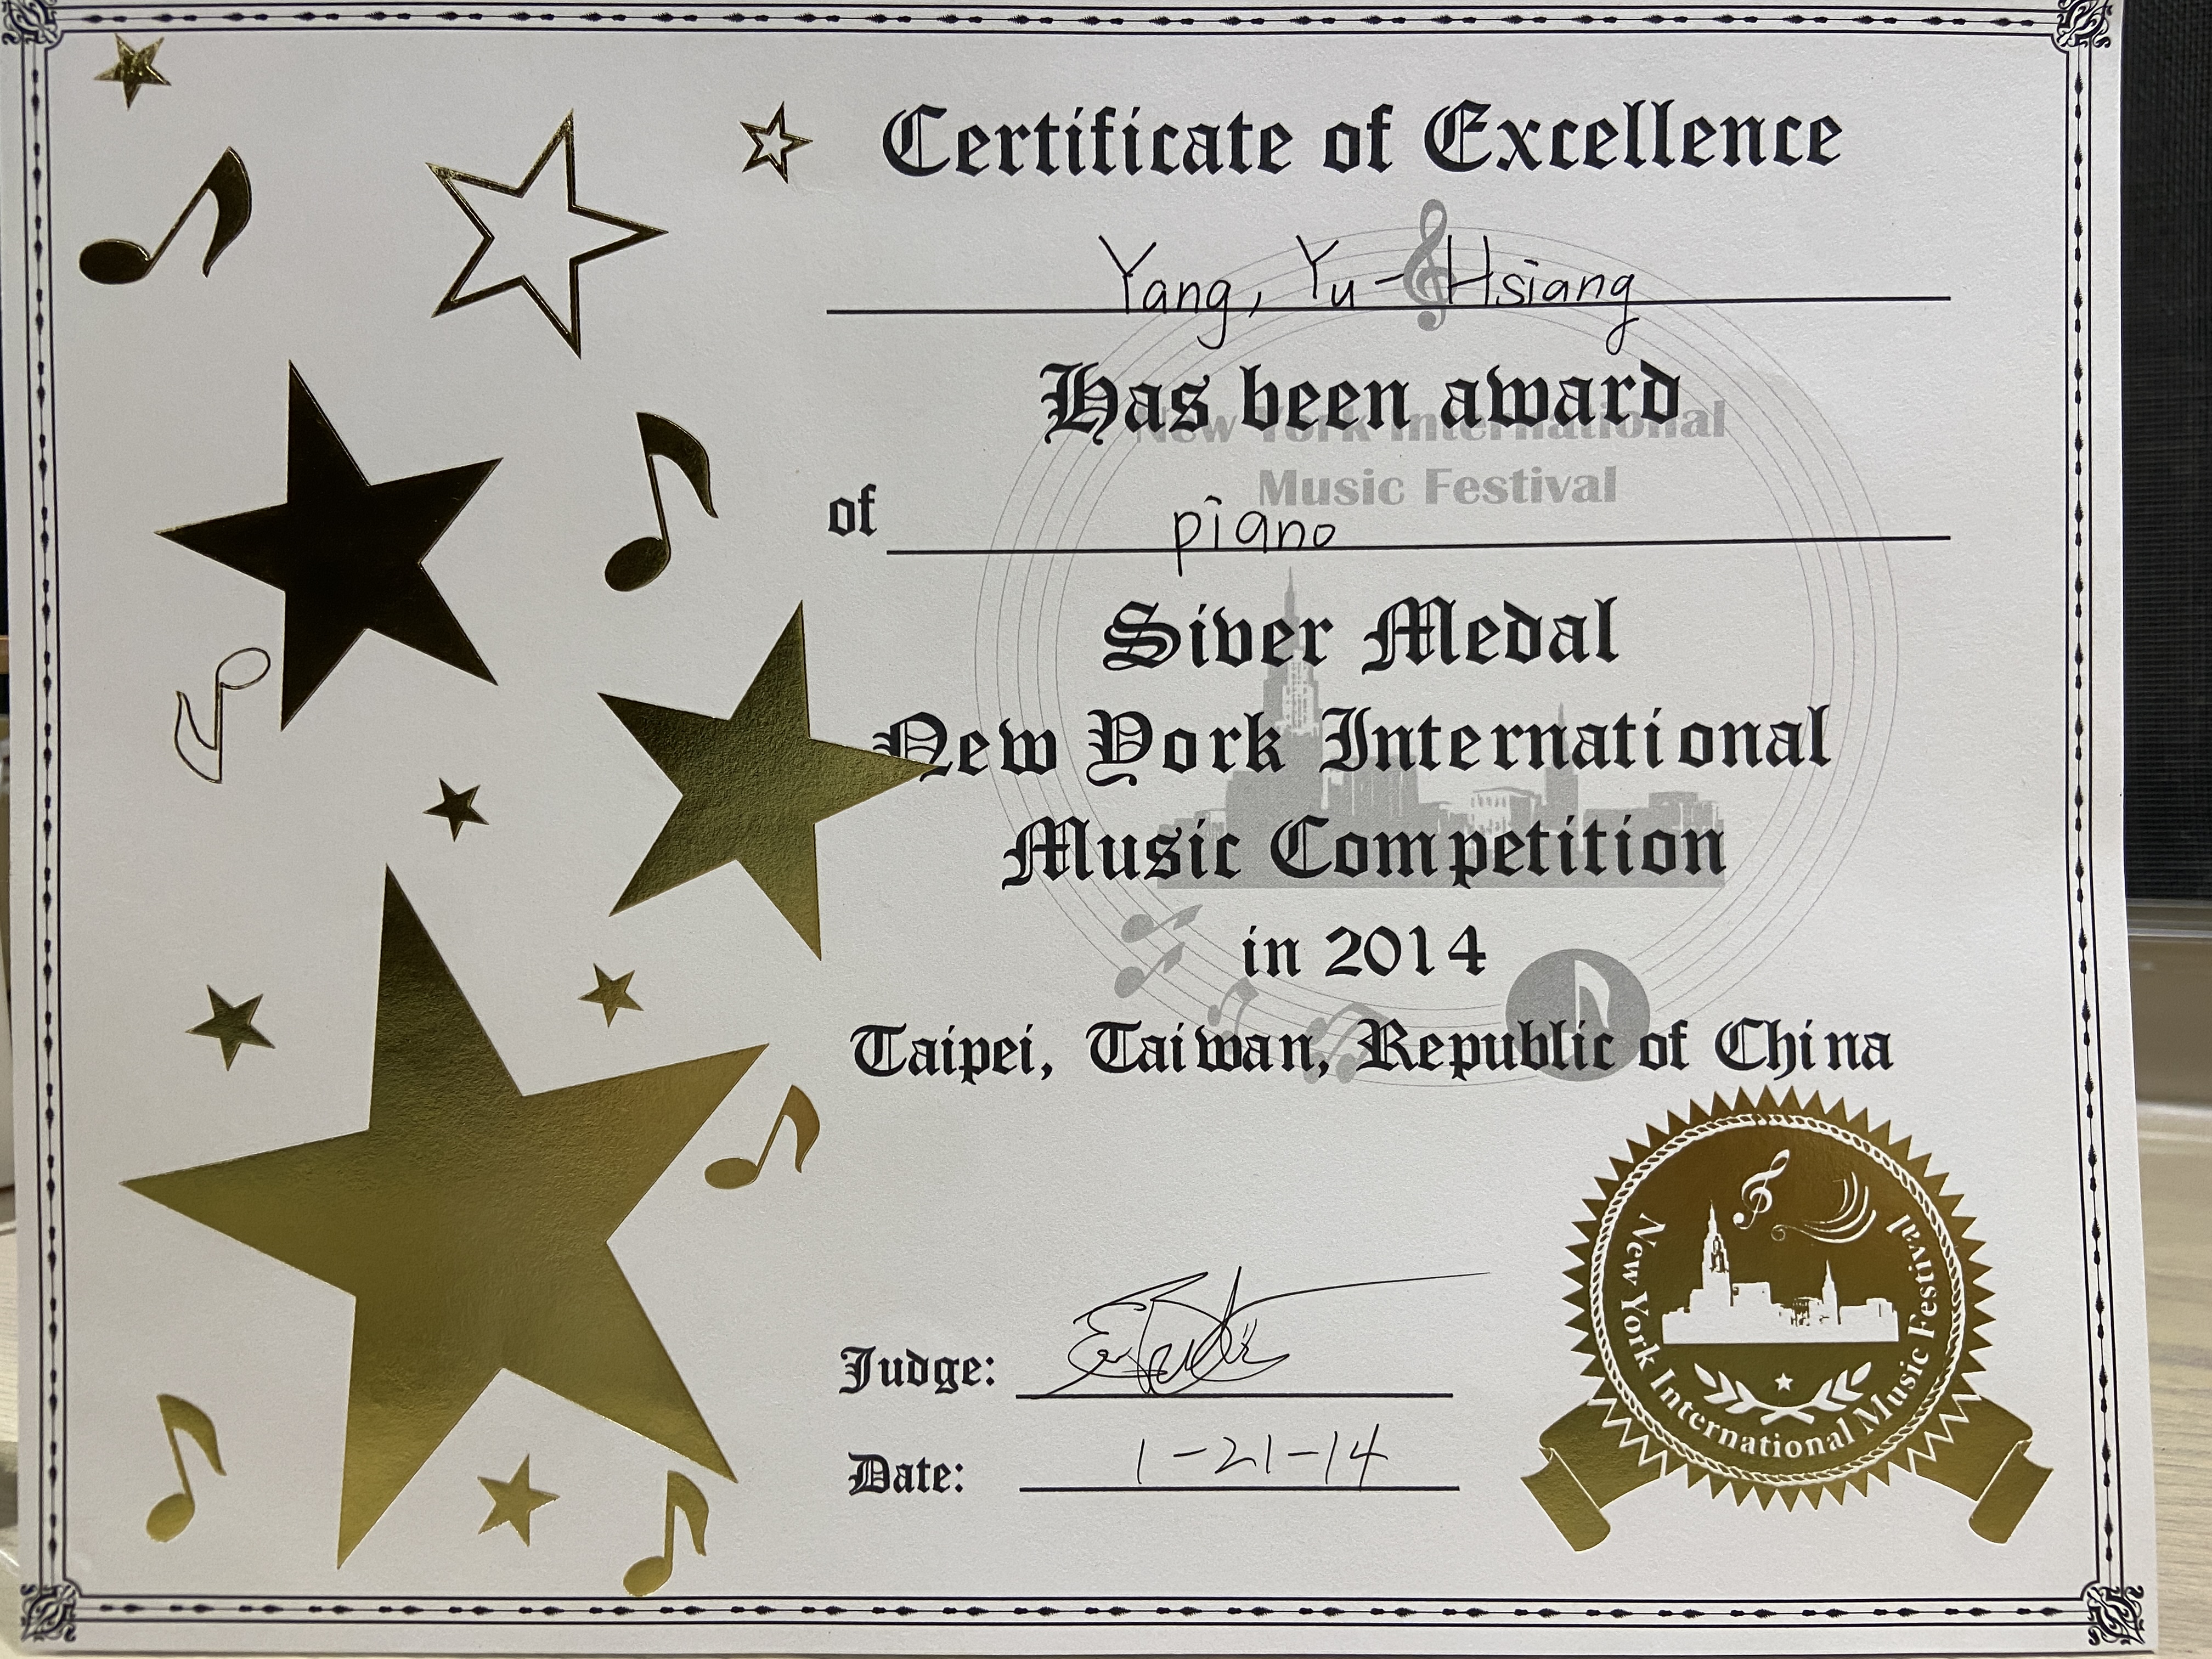 Certificate of Excellence
Yang, Yu-Hsiang
Has been award
New York International
Music Festival
of piano
Siver Medal
New York International
Music Competition
in 2014
Taipei, Taiwan, Republic of China
Judge:
Date: 1-21-14
New York International Music Festival